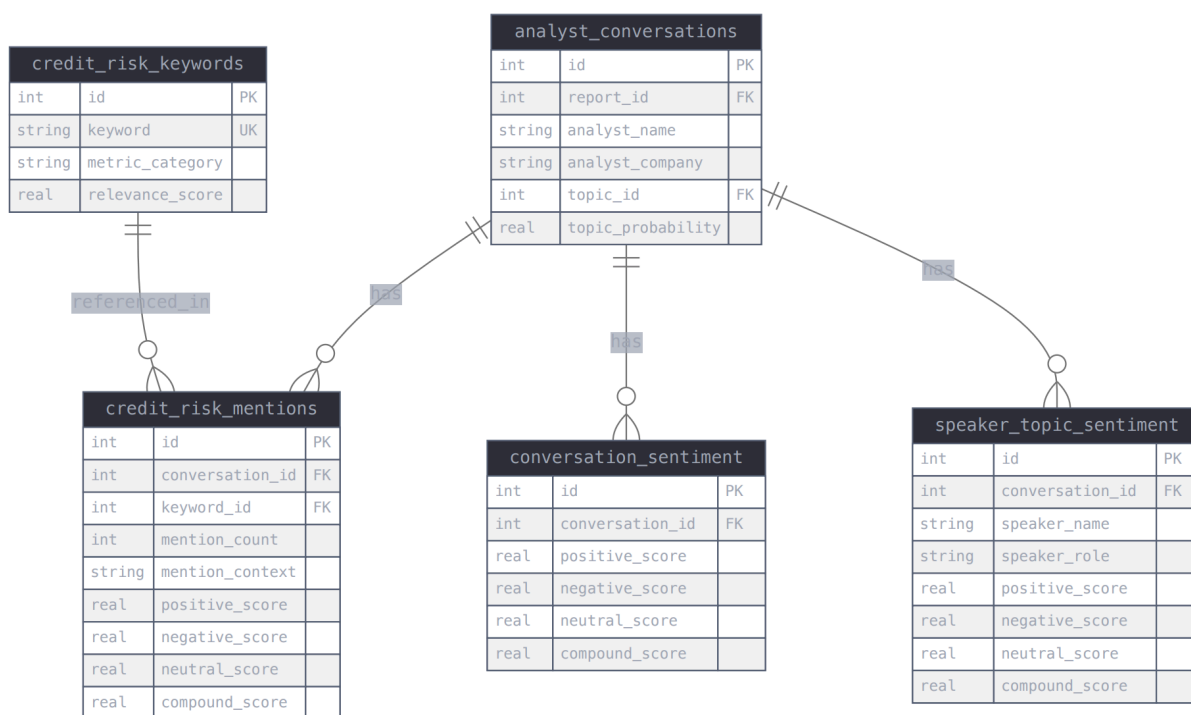 analyst_conversations
int id PK
int report_id FK
string analyst_name
string analyst_company
int topic_id FK
real topic_probability
credit_risk_keywords
int id PK
string keyword UK
string metric_category
real relevance_score
referenced_in
has
has
has
credit_risk_mentions
int id PK
int conversation_id FK
int keyword_id FK
int mention_count
string mention_context
real positive_score
real negative_score
real neutral_score
real compound_score
conversation_sentiment
int id PK
int conversation_id FK
real positive_score
real negative_score
real neutral_score
real compound_score
speaker_topic_sentiment
int id PK
int conversation_id FK
string speaker_name
string speaker_role
real positive_score
real negative_score
real neutral_score
real compound_score